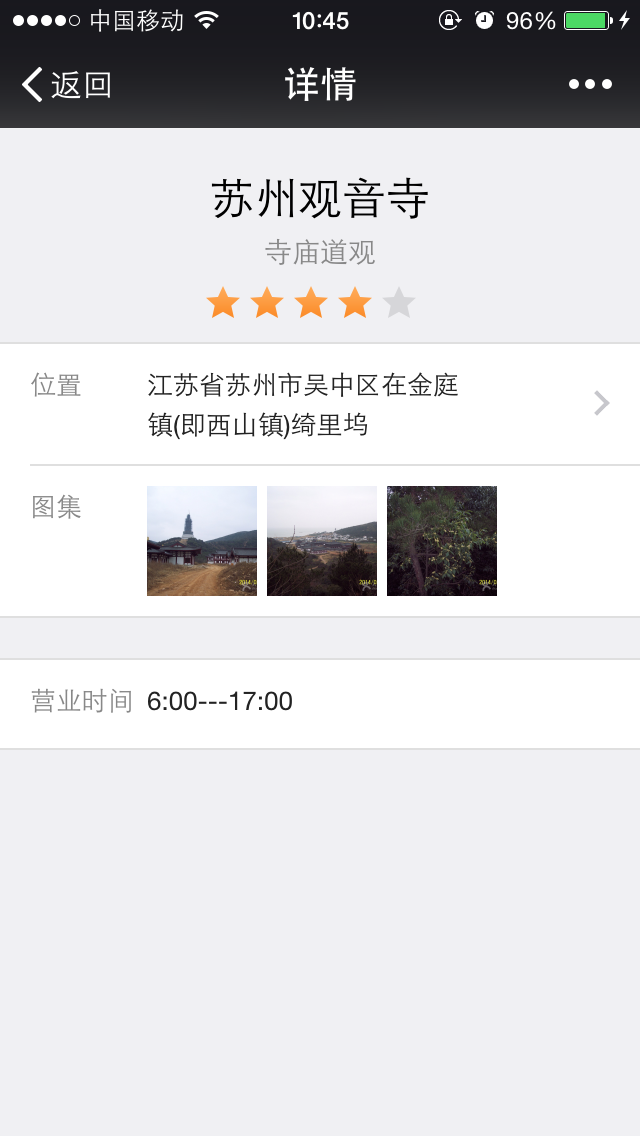 中国移动 10:45 96%
返回 详情
苏州观音寺
寺庙道观
位置 江苏省苏州市吴中区在金庭
镇(即西山镇)绮里坞
图集
营业时间 6:00---17:00